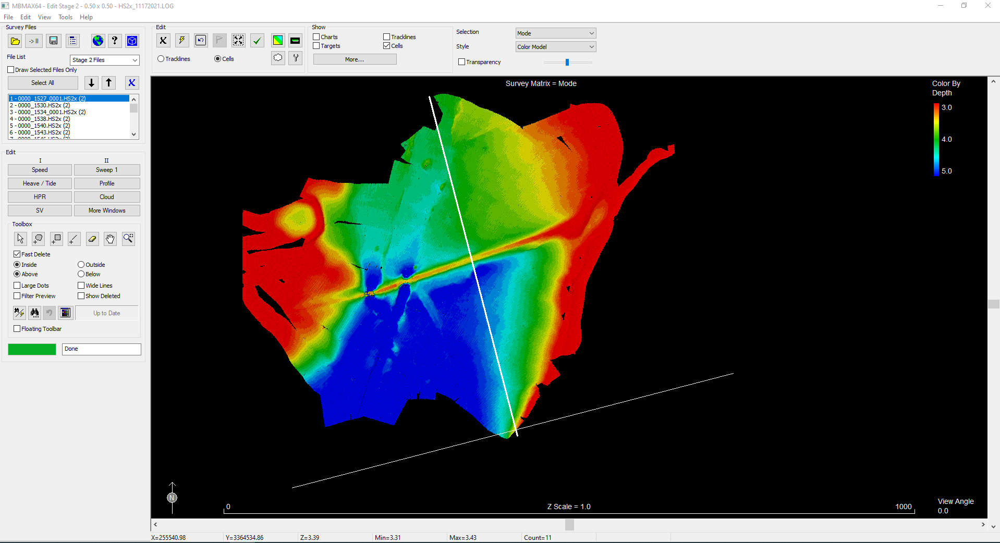 MBMAX64 - Edit Stage 2 - 0.50 x 0.50 - HS2x_11172021.LOG
File Edit View Tools Help
Survey Files
-> II
?
File List
Stage 2 Files
Draw Selected Files Only
Select All
X
1 - 0000_1527_0001.HS2x (2)
2 - 0000_1530.HS2x (2)
3 - 0000_1534_0001.HS2x (2)
4 - 0000_1538.HS2x (2)
5 - 0000_1540.HS2x (2)
6 - 0000_1543.HS2x (2)
Edit
I II
Speed Sweep 1
Heave / Tide Profile
HPR Cloud
SV More Windows
Toolbox
Fast Delete
Inside Outside
Above Below
Large Dots Wide Lines
Filter Preview Show Deleted
Up to Date
Floating Toolbar
Done
Edit
X
Tracklines Cells
Show
Charts Tracklines
Targets Cells
More...
Selection Mode
Style Color Model
Transparency
Survey Matrix = Mode
Color By
Depth
3.0
4.0
5.0
N
0 Z Scale = 1.0 1000
View Angle
0.0
X=255540.98 Y=3364534.86 Z=3.39 Min=3.31 Max=3.43 Count=11